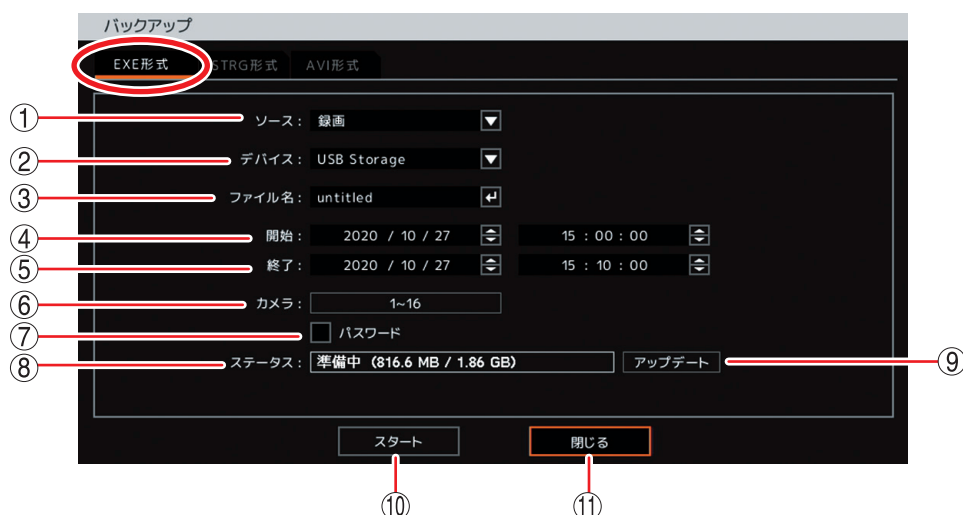 バックアップ
EXE形式 STRG形式 AVI形式
① ソース : 録画
② デバイス : USB Storage
③ ファイル名 : untitled
④ 開始 : 2020 / 10 / 27 15 : 00 : 00
⑤ 終了 : 2020 / 10 / 27 15 : 10 : 00
⑥ カメラ : 1~16
⑦ パスワード
⑧ ステータス : 準備中 (816.6 MB / 1.86 GB) アップデート ⑨
スタート 閉じる
⑩ ⑪